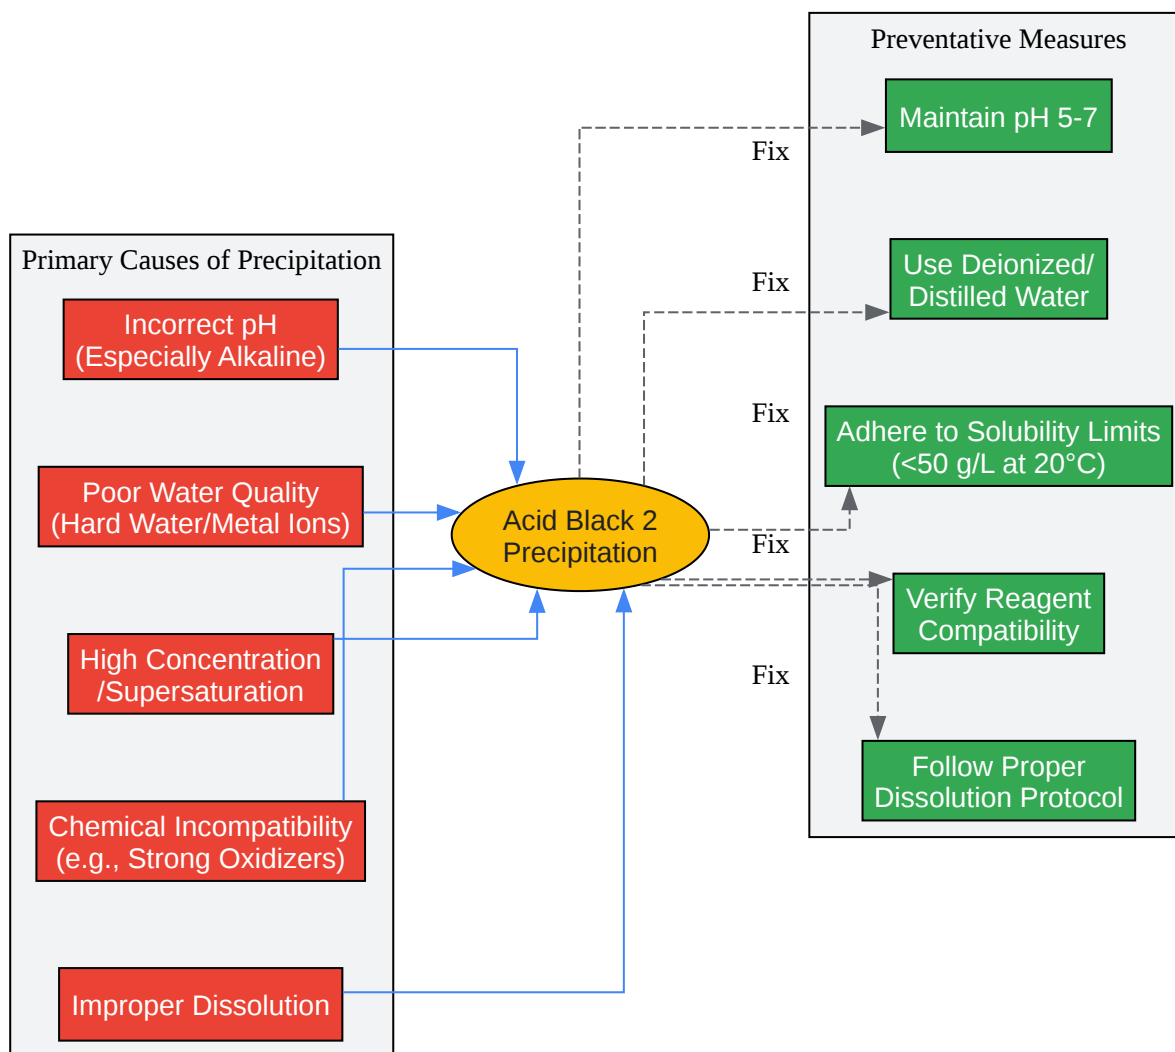 Primary Causes of Precipitation
Incorrect pH
(Especially Alkaline)
Poor Water Quality
(Hard Water/Metal Ions)
High Concentration
/Supersaturation
Chemical Incompatibility
(e.g., Strong Oxidizers)
Improper Dissolution
Acid Black 2
Precipitation
Fix
Fix
Fix
Fix
Fix
Preventative Measures
Maintain pH 5-7
Use Deionized/
Distilled Water
Adhere to Solubility Limits
(<50 g/L at 20°C)
Verify Reagent
Compatibility
Follow Proper
Dissolution Protocol